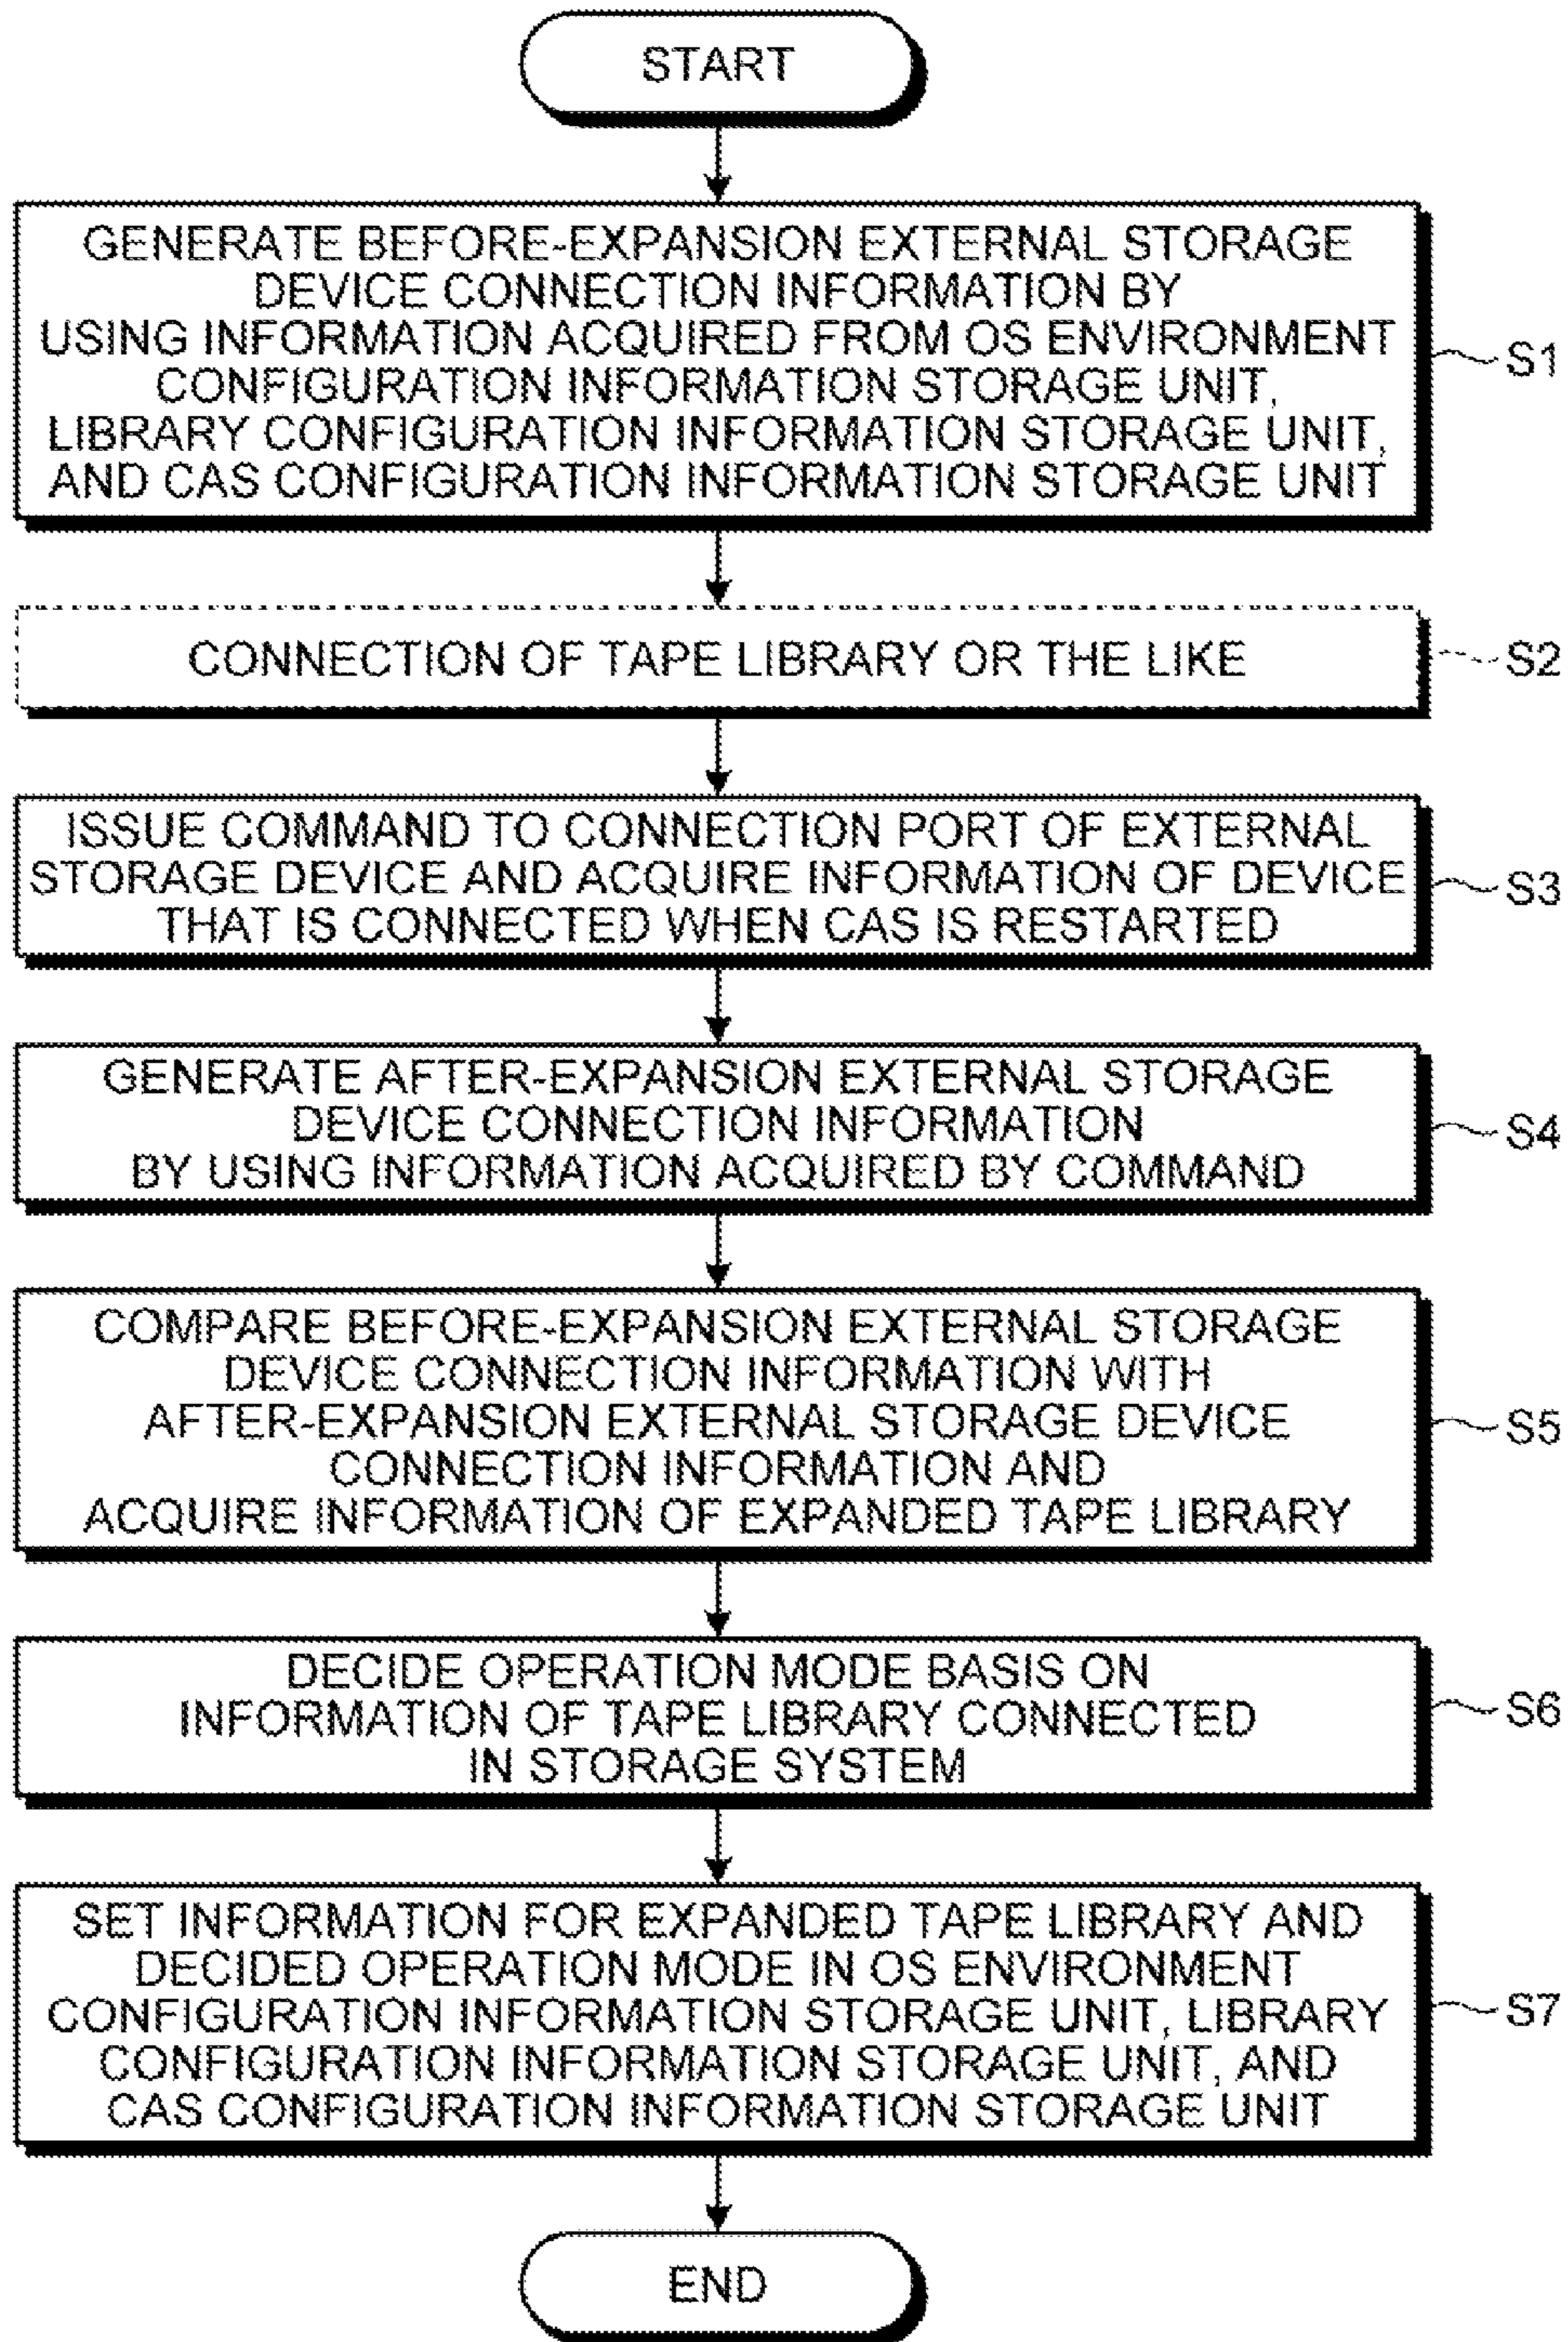 START
GENERATE BEFORE-EXPANSION EXTERNAL STORAGE
DEVICE CONNECTION INFORMATION BY
USING INFORMATION ACQUIRED FROM OS ENVIRONMENT
CONFIGURATION INFORMATION STORAGE UNIT,
LIBRARY CONFIGURATION INFORMATION STORAGE UNIT,
AND CAS CONFIGURATION INFORMATION STORAGE UNIT
S1
CONNECTION OF TAPE LIBRARY OR THE LIKE
S2
ISSUE COMMAND TO CONNECTION PORT OF EXTERNAL
STORAGE DEVICE AND ACQUIRE INFORMATION OF DEVICE
THAT IS CONNECTED WHEN CAS IS RESTARTED
S3
GENERATE AFTER-EXPANSION EXTERNAL STORAGE
DEVICE CONNECTION INFORMATION
BY USING INFORMATION ACQUIRED BY COMMAND
S4
COMPARE BEFORE-EXPANSION EXTERNAL STORAGE
DEVICE CONNECTION INFORMATION WITH
AFTER-EXPANSION EXTERNAL STORAGE DEVICE
CONNECTION INFORMATION AND
ACQUIRE INFORMATION OF EXPANDED TAPE LIBRARY
S5
DECIDE OPERATION MODE BASIS ON
INFORMATION OF TAPE LIBRARY CONNECTED
IN STORAGE SYSTEM
S6
SET INFORMATION FOR EXPANDED TAPE LIBRARY AND
DECIDED OPERATION MODE IN OS ENVIRONMENT
CONFIGURATION INFORMATION STORAGE UNIT, LIBRARY
CONFIGURATION INFORMATION STORAGE UNIT, AND
CAS CONFIGURATION INFORMATION STORAGE UNIT
S7
END